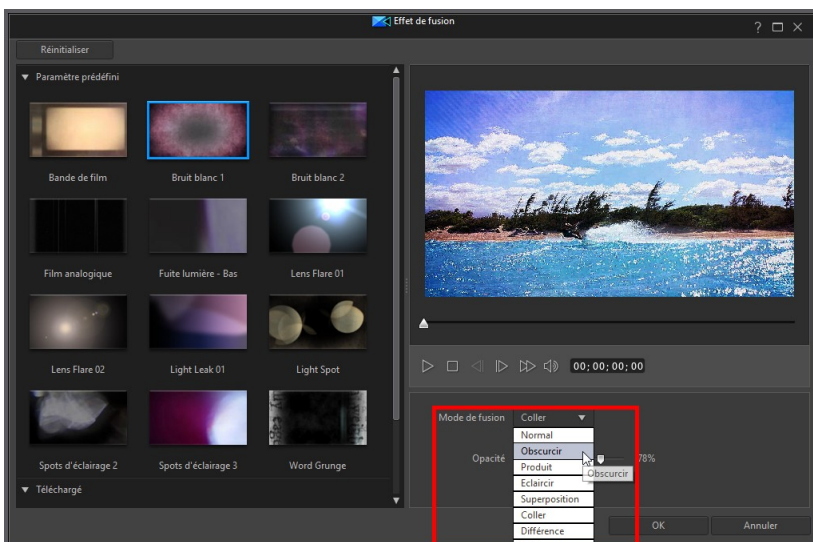 Effet de fusion
?
Réinitialiser
Paramètre prédéfini
Bande de film
Bruit blanc 1
Bruit blanc 2
Film analogique
Fuite lumière - Bas
Lens Flare 01
Lens Flare 02
Light Leak 01
Light Spot
Spots d'éclairage 2
Spots d'éclairage 3
Word Grunge
Téléchargé
00; 00; 00; 00
Mode de fusion Coller
Normal
Obscurcir
Opacité 78%
Produit
Obscurcir
Eclaircir
Superposition
Coller
Différence
OK Annuler